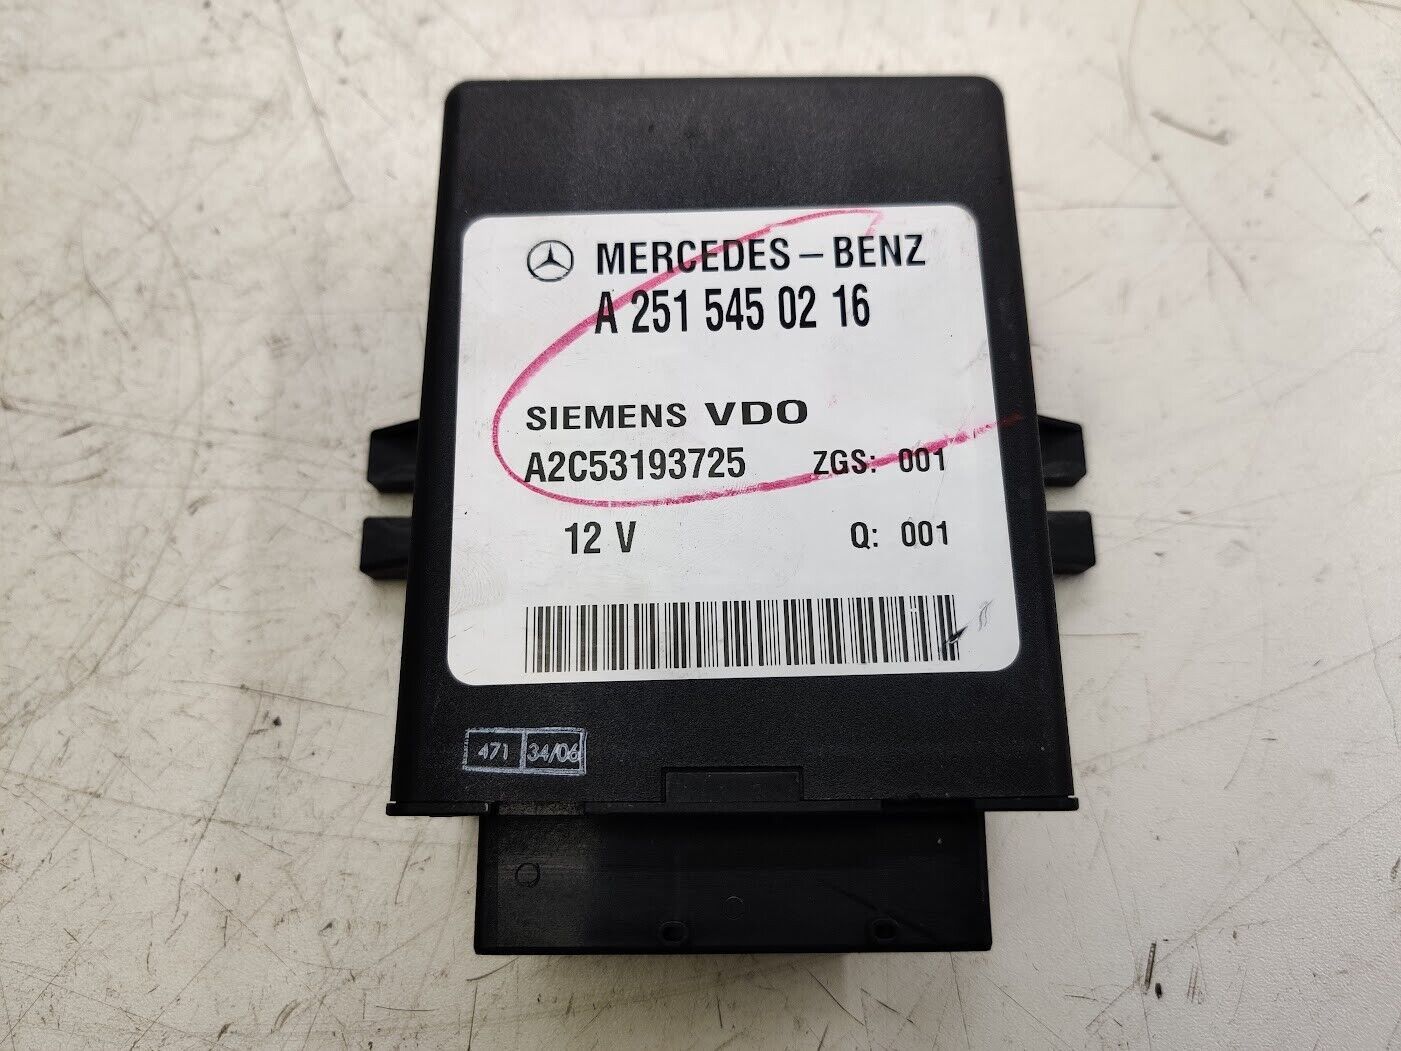 MERCEDES – BENZ
A 251 545 02 16
SIEMENS VDO
A2C53193725 ZGS: 001
12 V Q: 001
471 34/06